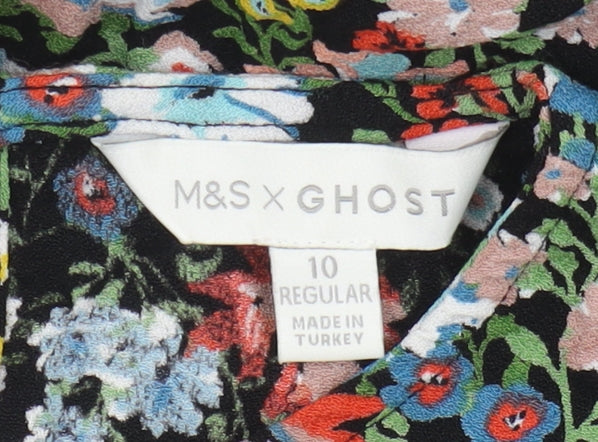 M&S X GHOST
10
REGULAR
MADE IN
TURKEY